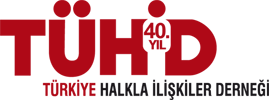 TÜHİD
40.
YIL
TÜRKİYE HALKLA İLİŞKİLER DERNEĞİ